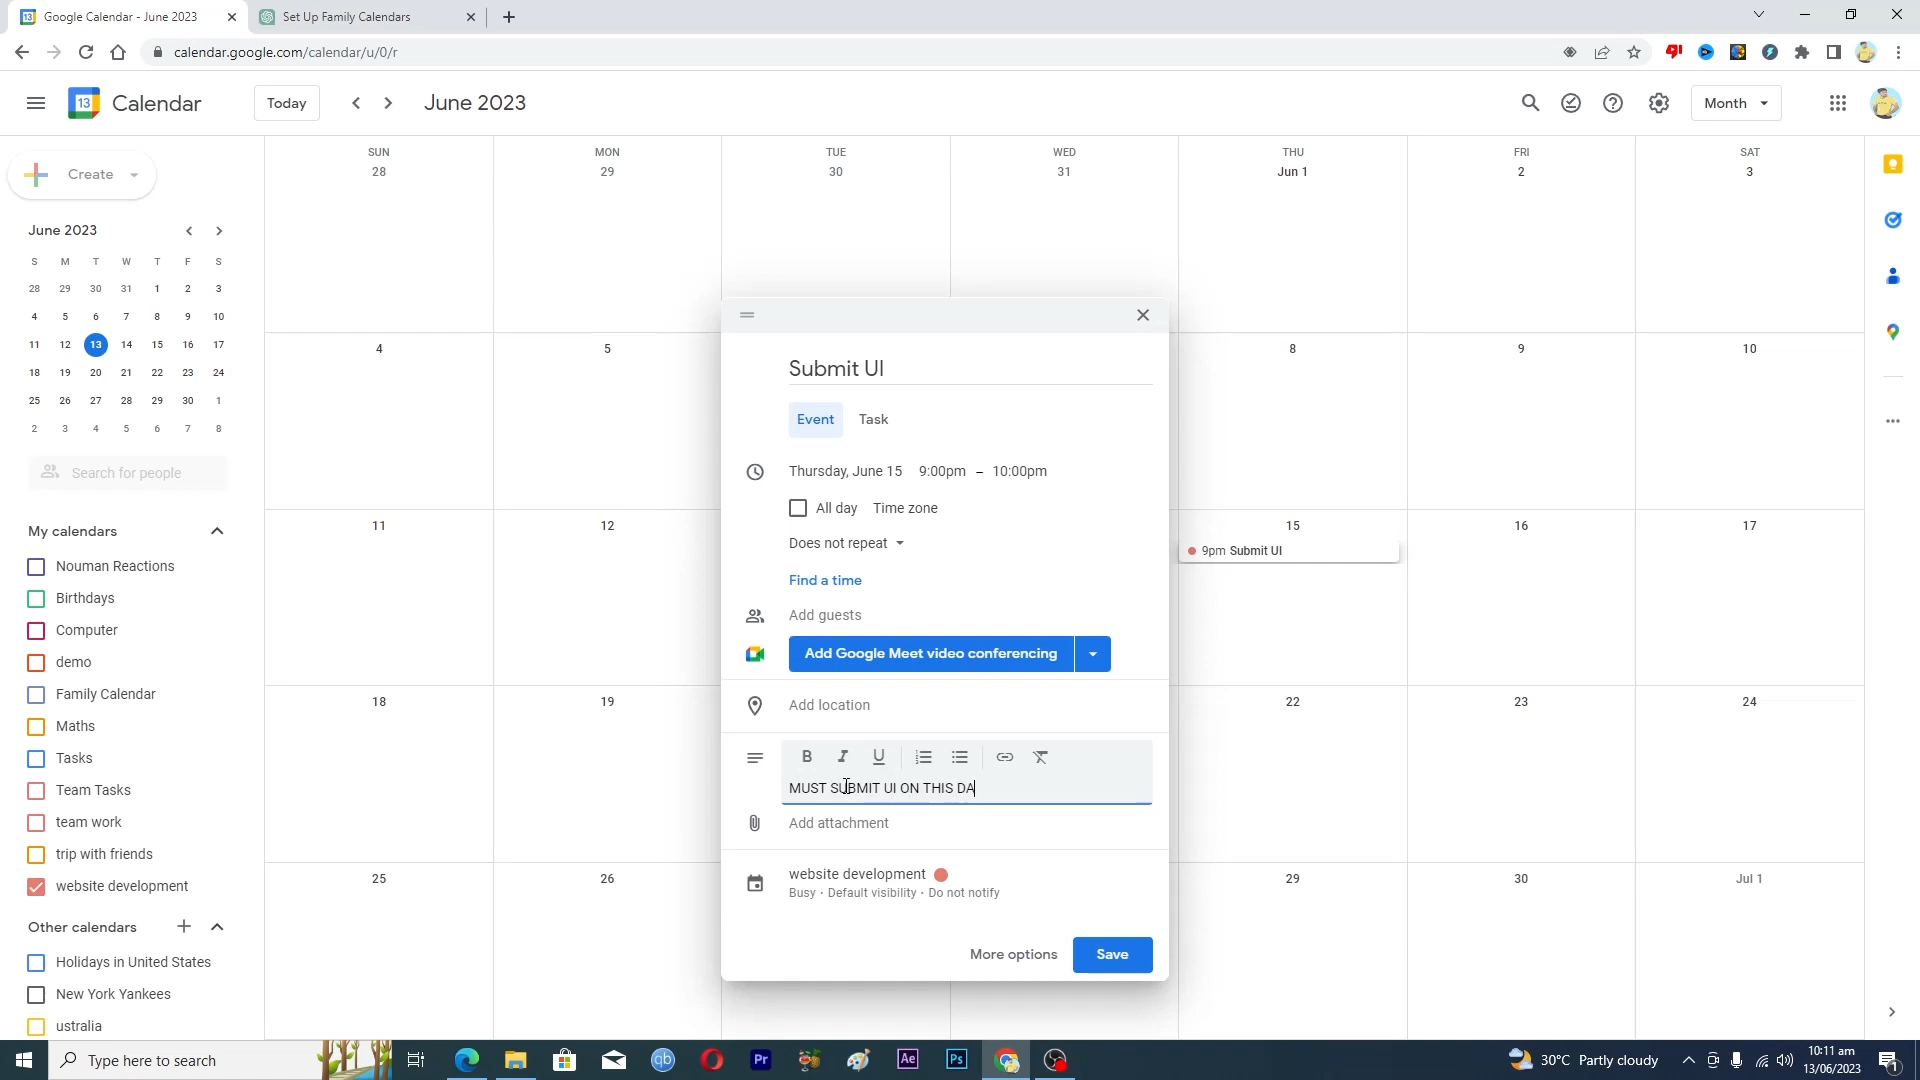 Google Calendar - June 2023
Set Up Family Calendars
calendar.google.com/calendar/u/0/r
13 Calendar
Today
June 2023
Month
Create
June 2023
S M T W T F S
28 29 30 31 1 2 3
4 5 6 7 8 9 10
11 12 13 14 15 16 17
18 19 20 21 22 23 24
25 26 27 28 29 30 1
2 3 4 5 6 7 8
Search for people
My calendars
Nouman Reactions
Birthdays
Computer
demo
Family Calendar
Maths
Tasks
Team Tasks
team work
trip with friends
website development
Other calendars
Holidays in United States
New York Yankees
ustralia
SUN MON TUE WED THU FRI SAT
28 29 30 31 Jun 1 2 3
4 5 8 9 10
11 12 15 16 17
9pm Submit UI
18 19 22 23 24
25 26 29 30 Jul 1
Submit UI
Event Task
Thursday, June 15 9:00pm – 10:00pm
All day Time zone
Does not repeat
Find a time
Add guests
Add Google Meet video conferencing
Add location
B I U
MUST SUBMIT UI ON THIS DA
Add attachment
website development
Busy · Default visibility · Do not notify
More options Save
Type here to search
qb
Pr
Ae
Ps
30°C Partly cloudy
10:11 am
13/06/2023
1